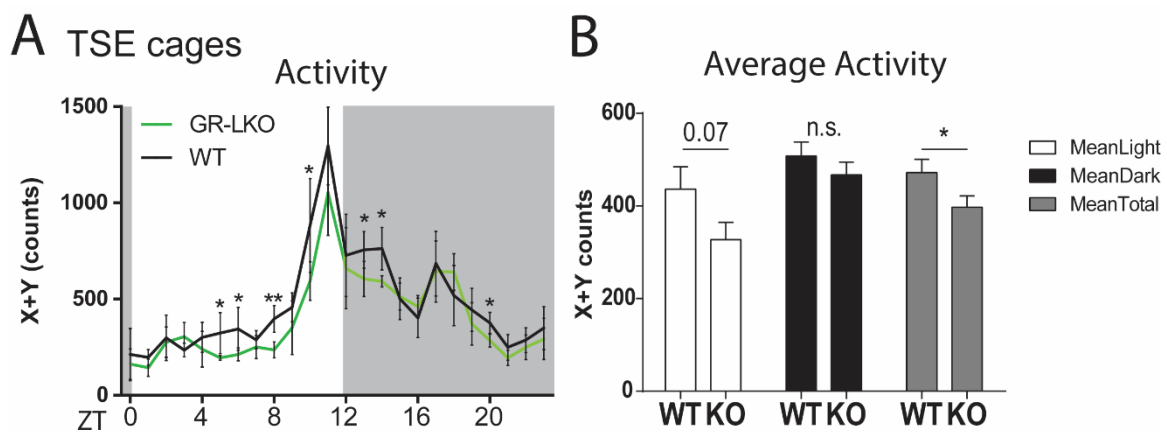 A TSE cages
Activity
1500
1000
500
0
X+Y (counts)
GR-LKO
WT
*
*
**
*
*
*
*
ZT 0 4 8 12 16 20
B
Average Activity
600
400
200
0
X+Y counts
0.07
n.s.
*
WT KO WT KO WT KO
MeanLight
MeanDark
MeanTotal